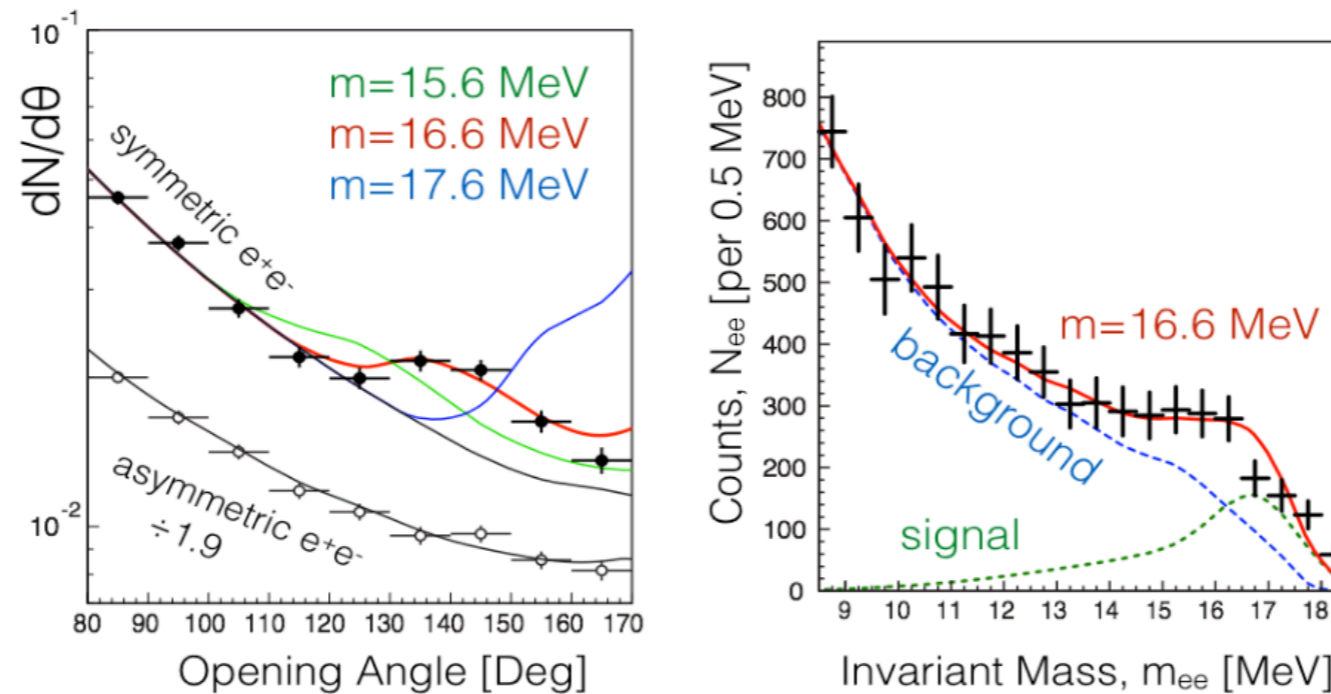 10⁻¹
10⁻²
dN/dθ
m=15.6 MeV
m=16.6 MeV
m=17.6 MeV
symmetric e⁺e⁻
asymmetric e⁺e⁻
÷1.9
80 90 100 110 120 130 140 150 160 170
Opening Angle [Deg]
800
700
600
500
400
300
200
100
0
Counts, Nₑₑ [per 0.5 MeV]
m=16.6 MeV
background
signal
9 10 11 12 13 14 15 16 17 18
Invariant Mass, mₑₑ [MeV]